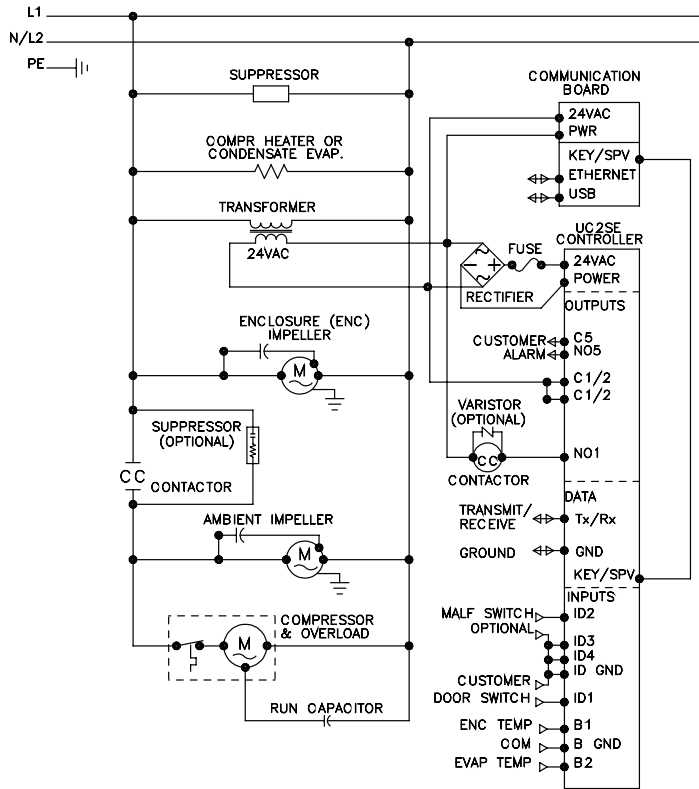 L1
N/L2
PE
SUPPRESSOR
COMPR HEATER OR
CONDENSATE EVAP.
TRANSFORMER
24VAC
COMMUNICATION
BOARD
24VAC
PWR
KEY/SPV
ETHERNET
USB
UC2SE
CONTROLLER
FUSE
24VAC
POWER
RECTIFIER
OUTPUTS
ENCLOSURE (ENC)
IMPELLER
M
CUSTOMER
ALARM
C5
NO5
C1/2
C1/2
SUPPRESSOR
(OPTIONAL)
CC
CONTACTOR
VARISTOR
(OPTIONAL)
CC
CONTACTOR
NO1
DATA
TRANSMIT/
RECEIVE
Tx/Rx
AMBIENT IMPELLER
M
GROUND
GND
KEY/SPV
INPUTS
COMPRESSOR
& OVERLOAD
M
RUN CAPACITOR
MALF SWITCH
ID2
OPTIONAL
ID3
ID4
ID GND
CUSTOMER
DOOR SWITCH
ID1
ENC TEMP
B1
COM
B GND
EVAP TEMP
B2